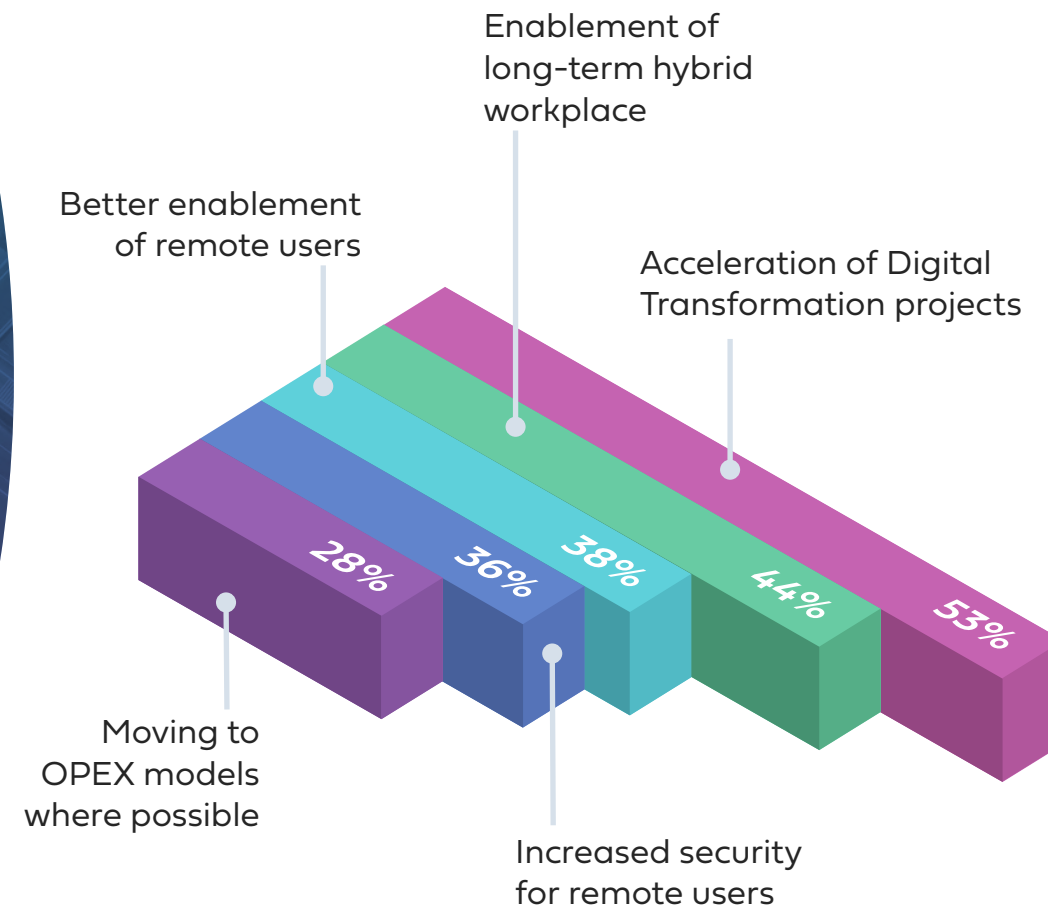 Enablement of
long-term hybrid
workplace
Better enablement
of remote users
Acceleration of Digital
Transformation projects
28%
36%
38%
44%
53%
Moving to
OPEX models
where possible
Increased security
for remote users